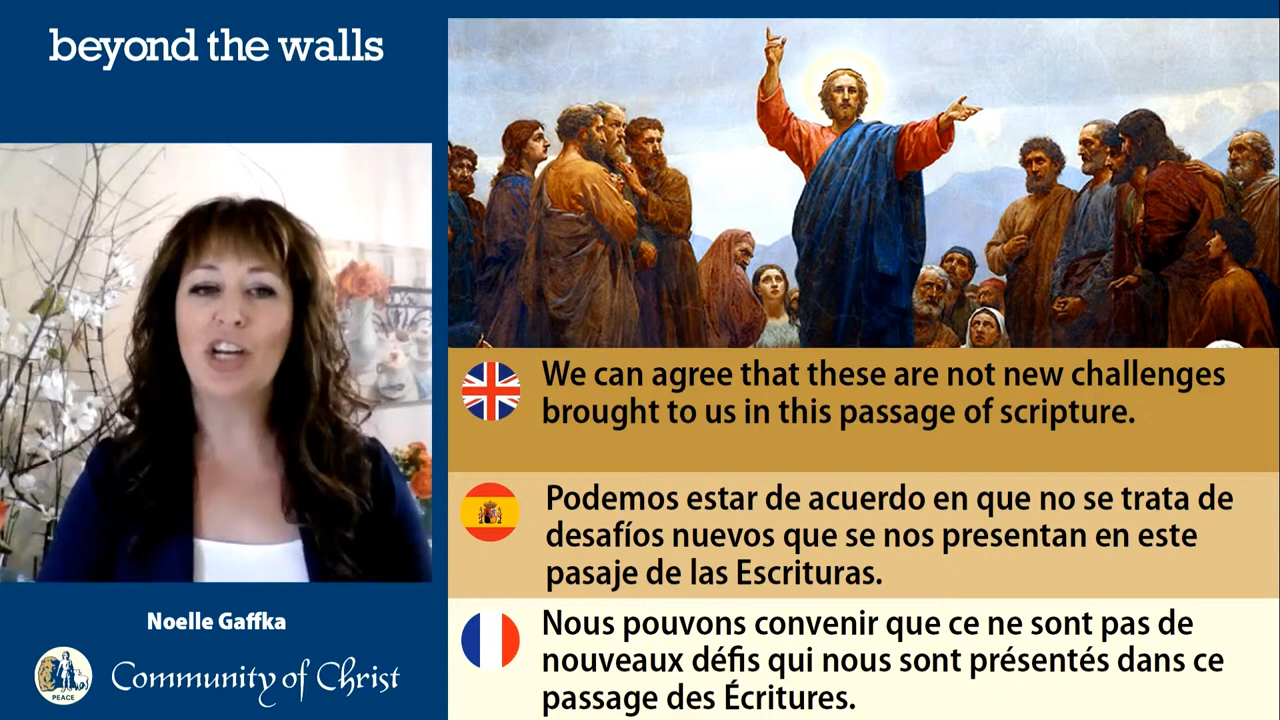 beyond the walls
We can agree that these are not new challenges
brought to us in this passage of scripture.
Podemos estar de acuerdo en que no se trata de
desafíos nuevos que se nos presentan en este
pasaje de las Escrituras.
Nous pouvons convenir que ce ne sont pas de
nouveaux défis qui nous sont présentés dans ce
passage des Écritures.
Noelle Gaffka
PEACE
Community of Christ